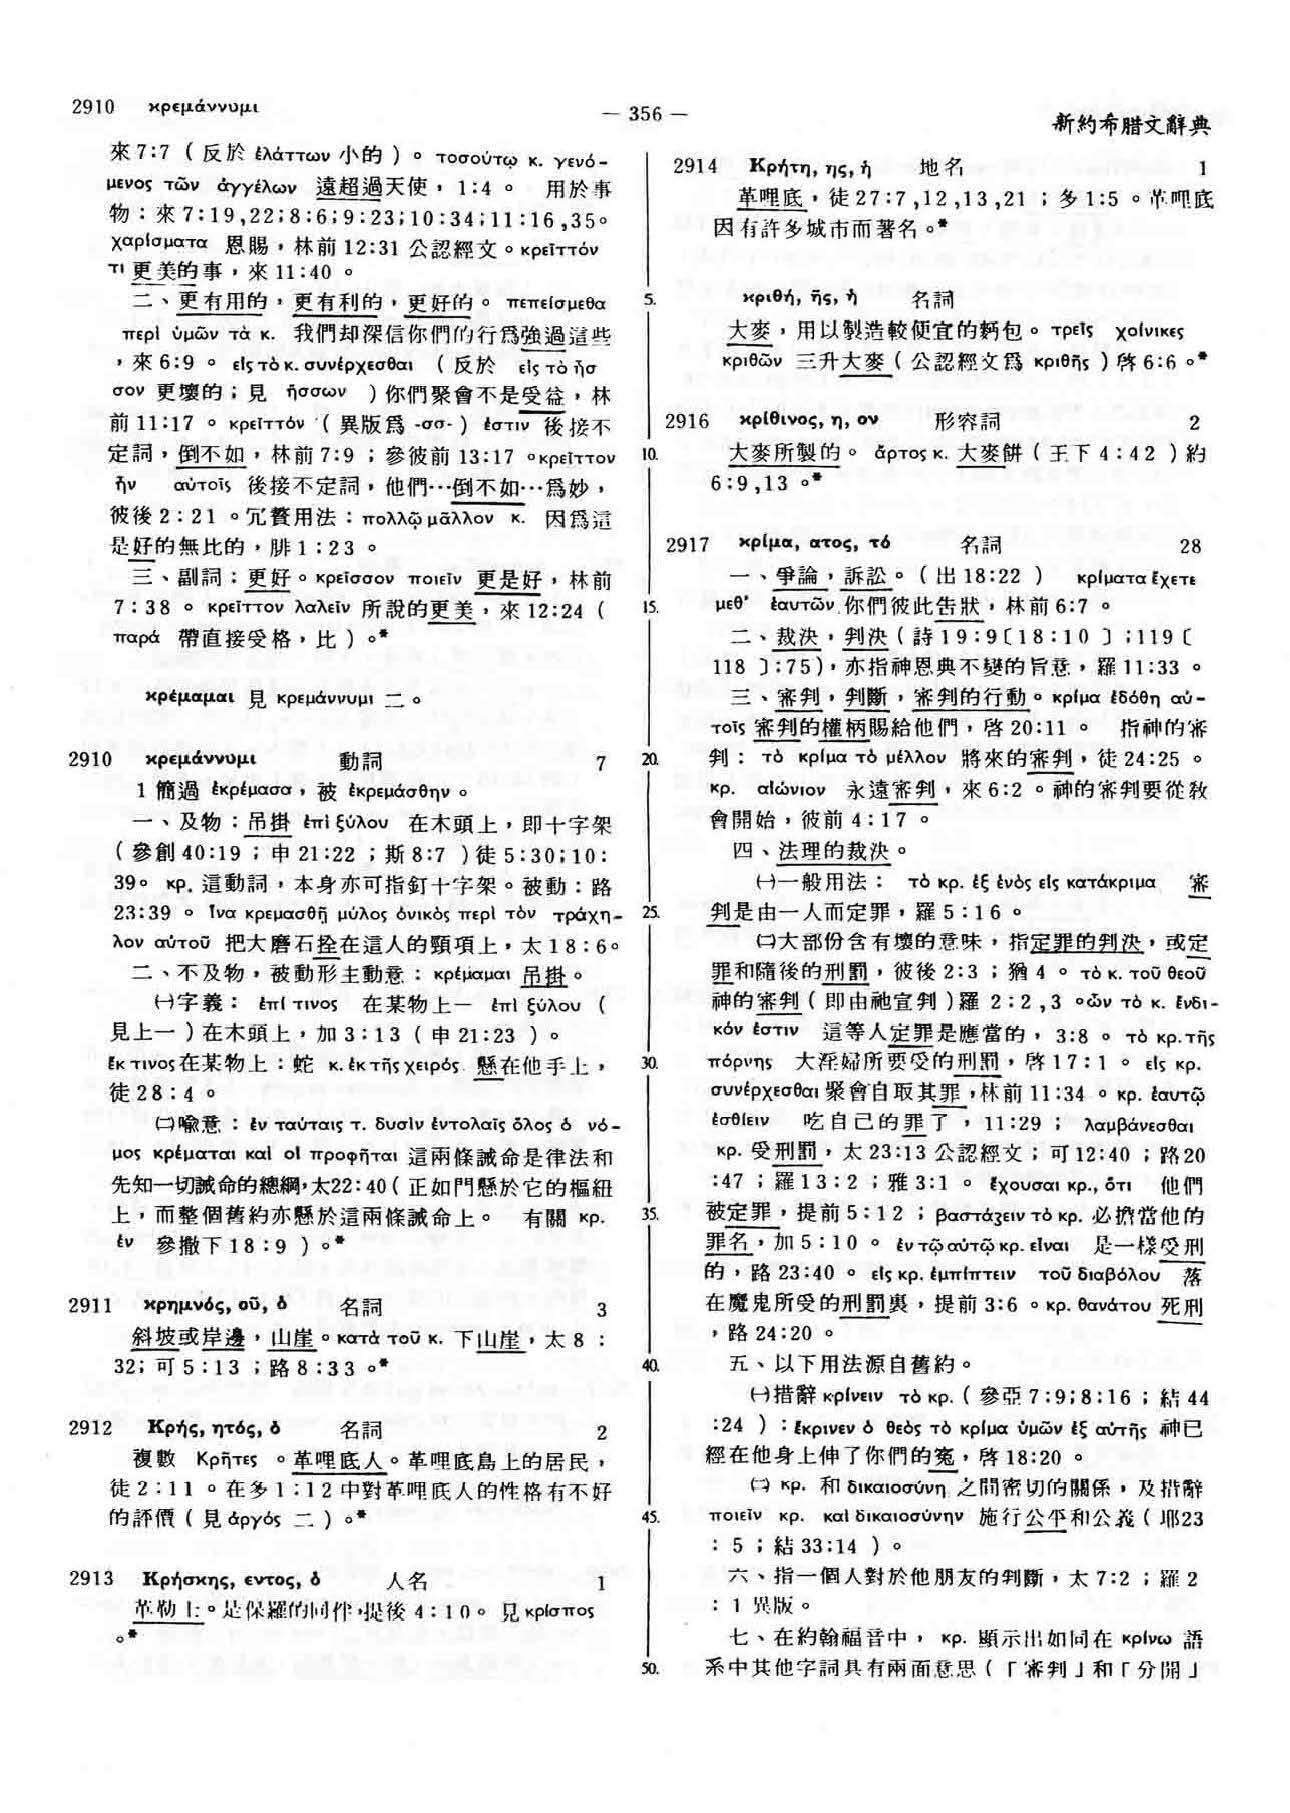 2910 κρεμάννυμι
— 356 —
新約希腊文辭典
來7:7（反於 ἐλάττων 小的）。τοσούτῳ κ. γενό-
μενος τῶν ἀγγέλων 遠超過天使，1:4。 用於事
物：來7:19,22;8:6;9:23;10:34;11:16,35。
χαρίσματα 恩賜，林前12:31公認經文。κρεῖττόν
τι 更美的事，來11:40。
二、更有用的，更有利的，更好的。πεπείσμεθα
περὶ ὑμῶν τὰ κ. 我們却深信你們的行爲強過這些
，來6:9。εἰς τὸ κ. συνέρχεσθαι （反於 εἰς τὸ ἧσ
σον 更壞的；見 ἥσσων ）你們聚會不是受益，林
前11:17。κρεῖττόν （異版爲 -σσ-）ἐστιν 後接不
定詞，倒不如，林前7:9；參彼前13:17。κρεῖττον
ἦν αὐτοῖς 後接不定詞，他們…倒不如…爲妙，
彼後2:21。冗贅用法：πολλῷ μᾶλλον κ. 因爲這
是好的無比的，腓1:23。
三、副詞：更好。κρεῖσσον ποιεῖν 更是好，林前
7:38。κρεῖττον λαλεῖν 所說的更美，來12:24（
παρά 帶直接受格，比）。*
κρέμαμαι 見 κρεμάννυμι 二。
2910 κρεμάννυμι 動詞 7
1簡過 ἐκρέμασα，被 ἐκρεμάσθην。
一、及物：吊掛 ἐπὶ ξύλου 在木頭上，即十字架
（參創40:19；申21:22；斯8:7）徒5:30;10:
39。κρ. 這動詞，本身亦可指釘十字架。被動：路
23:39。ἵνα κρεμασθῇ μύλος ὀνικὸς περὶ τὸν τράχη-
λον αὐτοῦ 把大磨石拴在這人的頸項上，太18:6。
二、不及物，被動形主動意：κρέμαμαι 吊掛。
㈠字義： ἐπί τινος 在某物上— ἐπὶ ξύλου（
見上一）在木頭上，加3:13（申21:23）。
ἔκ τινος在某物上：蛇 κ. ἐκ τῆς χειρός 懸在他手上，
徒28:4。
㈡喩意：ἐν ταύταις τ. δυσὶν ἐντολαῖς ὅλος ὁ νό-
μος κρέμαται καὶ οἱ προφῆται 這兩條誡命是律法和
先知一切誡命的總綱，太22:40（正如門懸於它的樞紐
上，而整個舊約亦懸於這兩條誡命上。 有關 κρ.
ἐν 參撒下18:9）。*
2911 κρημνός, οῦ, ὁ 名詞 3
斜坡或岸邊，山崖。κατὰ τοῦ κ. 下山崖，太8:
32；可5:13；路8:33。*
2912 Κρής, ητός, ὁ 名詞 2
複數 Κρῆτες。革哩底人。革哩底島上的居民，
徒2:11。在多1:12中對革哩底人的性格有不好
的評價（見 ἀργός 二）。*
2913 Κρήσκης, εντος, ὁ 人名 1
革勒士。是保羅的同伴，提後4:10。見 κρίσπος
。*
2914 Κρήτη, ης, ἡ 地名 1
革哩底，徒27:7,12,13,21；多1:5。革哩底
因有許多城市而著名。*
5. κριθή, ῆς, ἡ 名詞
大麥，用以製造較便宜的麪包。τρεῖς χοίνικες
κριθῶν 三升大麥（公認經文爲 κριθῆς）啓6:6。*
2916 κρίθινος, η, ον 形容詞 2
10. 大麥所製的。ἄρτος κ. 大麥餅（王下4:42）約
6:9,13。*
2917 κρίμα, ατος, τό 名詞 28
一、爭論，訴訟。（出18:22） κρίματα ἔχετε
15. μεθ’ ἑαυτῶν 你們彼此告狀，林前6:7。
二、裁決，判決（詩19:9〔18:10〕；119〔
118〕:75），亦指神恩典不變的旨意，羅11:33。
三、審判，判斷，審判的行動。κρίμα ἐδόθη αὐ-
τοῖς 審判的權柄賜給他們，啓20:11。 指神的審
20. 判： τὸ κρίμα τὸ μέλλον 將來的審判，徒24:25。
κρ. αἰώνιον 永遠審判，來6:2。神的審判要從敎
會開始，彼前4:17。
四、法理的裁決。
㈠一般用法： τὸ κρ. ἐξ ἑνὸς εἰς κατάκριμα 審
25. 判是由一人而定罪，羅5:16。
㈡大部份含有壞的意味，指定罪的判決，或定
罪和隨後的刑罰，彼後2:3；猶4。τὸ κ. τοῦ θεοῦ
神的審判（即由祂宣判）羅2:2,3。ὧν τὸ κ. ἔνδι-
κόν ἐστιν 這等人定罪是應當的，3:8。τὸ κρ. τῆς
30. πόρνης 大淫婦所要受的刑罰，啓17:1。εἰς κρ.
συνέρχεσθαι 聚會自取其罪，林前11:34。κρ. ἑαυτῷ
ἐσθίειν 吃自己的罪了，11:29； λαμβάνεσθαι
κρ. 受刑罰，太23:13公認經文；可12:40；路20
:47；羅13:2；雅3:1。ἔχουσαι κρ., ὅτι 他們
35. 被定罪，提前5:12；βαστάζειν τὸ κρ. 必擔當他的
罪名，加5:10。ἐν τῷ αὐτῷ κρ. εἶναι 是一樣受刑
的，路23:40。εἰς κρ. ἐμπίπτειν τοῦ διαβόλου 落
在魔鬼所受的刑罰裏，提前3:6。κρ. θανάτου 死刑
，路24:20。
40. 五、以下用法源自舊約。
㈠措辭 κρίνειν τὸ κρ.（參亞7:9;8:16；結44
:24）：ἔκρινεν ὁ θεὸς τὸ κρίμα ὑμῶν ἐξ αὐτῆς 神已
經在他身上伸了你們的冤，啓18:20。
㈡ κρ. 和 δικαιοσύνη 之間密切的關係，及措辭
45. ποιεῖν κρ. καὶ δικαιοσύνην 施行公平和公義（耶23
:5；結33:14）。
六、指一個人對於他朋友的判斷，太7:2；羅2
:1異版。
七、在約翰福音中， κρ. 顯示出如同在 κρίνω 語
50. 系中其他字詞具有兩面意思（「審判」和「分開」